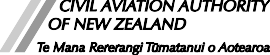 CIVIL AVIATION AUTHORITY
OF NEW ZEALAND
Te Mana Rererangi Tūmatanui o Aotearoa